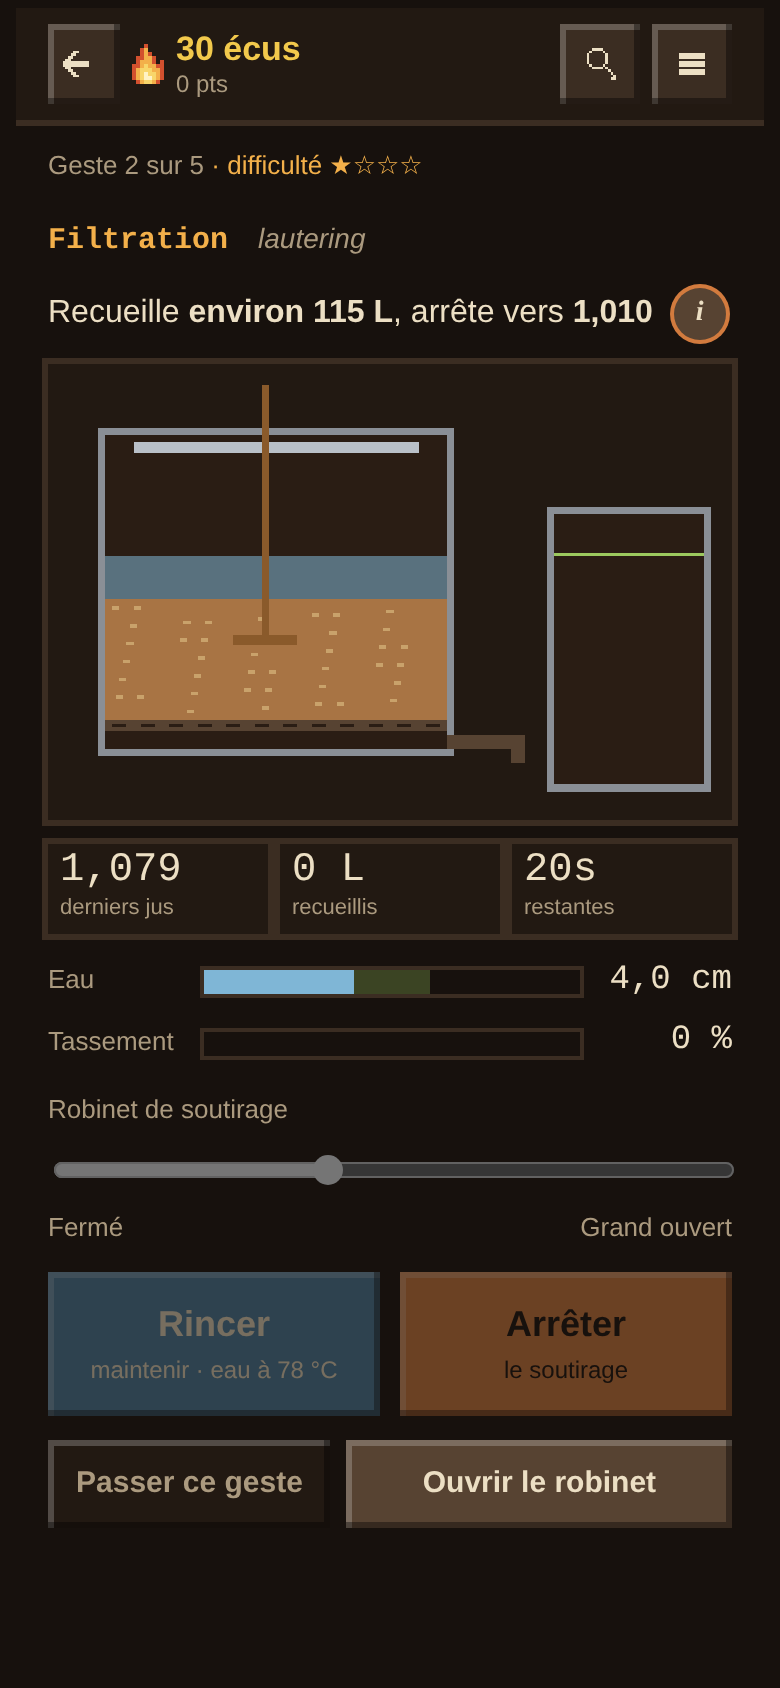 30 écus
0 pts
Geste 2 sur 5 · difficulté ★☆☆☆
Filtration lautering
Recueille environ 115 L, arrête vers 1,010 i
1,079 0 L 20s
derniers jus recueillis restantes
Eau 4,0 cm
Tassement 0 %
Robinet de soutirage
Fermé Grand ouvert
Rincer Arrêter
maintenir · eau à 78 °C le soutirage
Passer ce geste Ouvrir le robinet